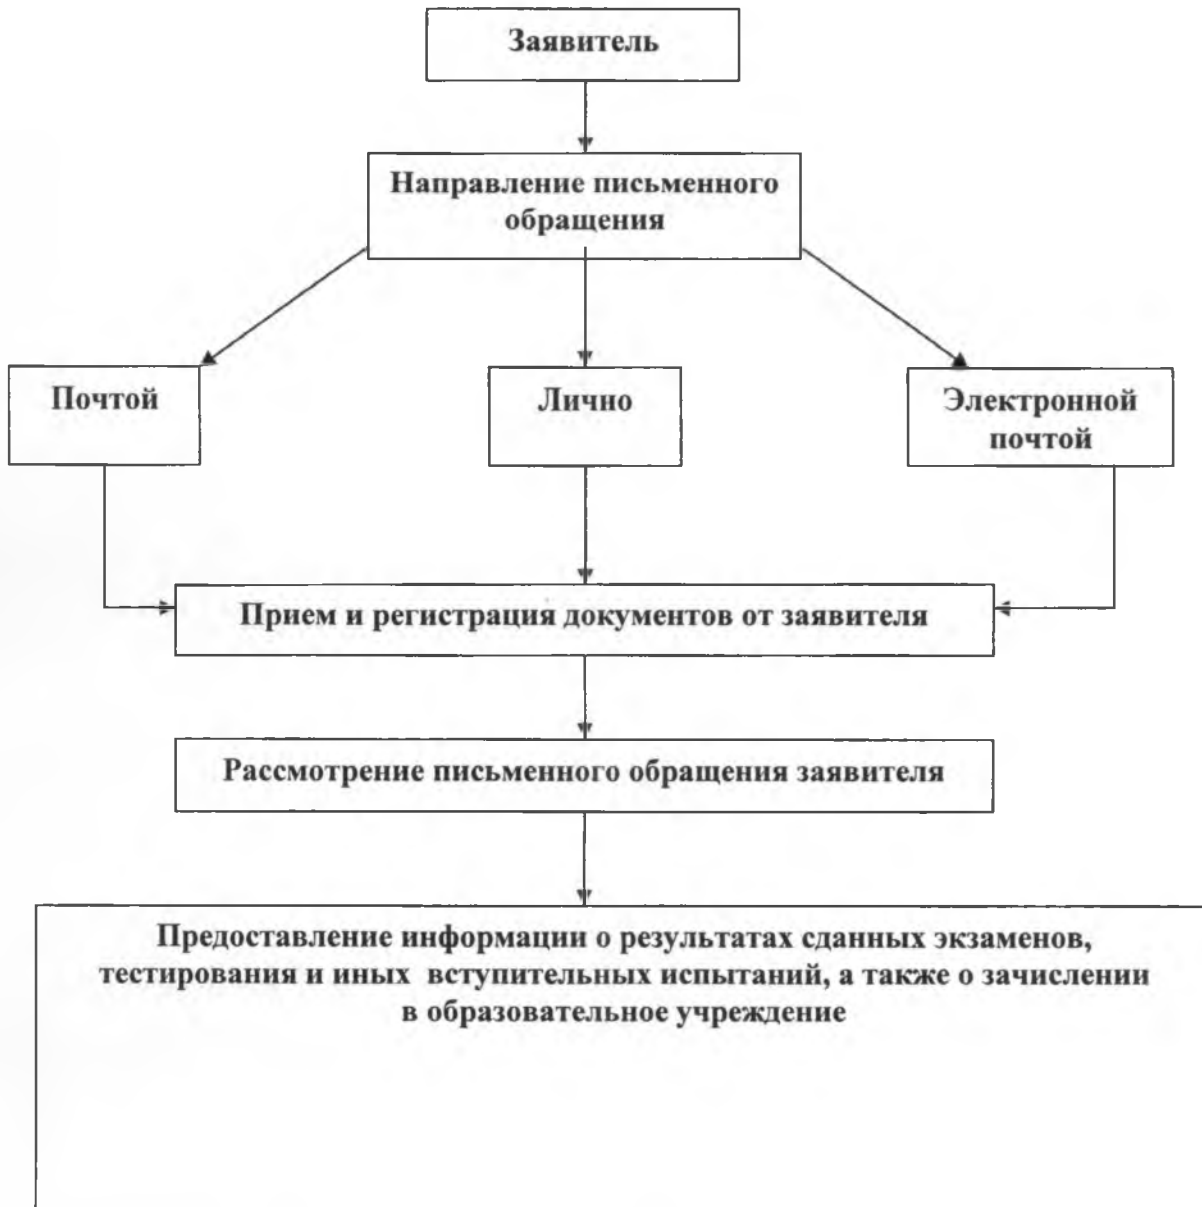 Заявитель
Направление письменного
обращения
Почтой
Лично
Электронной
почтой
Прием и регистрация документов от заявителя
Рассмотрение письменного обращения заявителя
Предоставление информации о результатах сданных экзаменов,
тестирования и иных вступительных испытаний, а также о зачислении
в образовательное учреждение